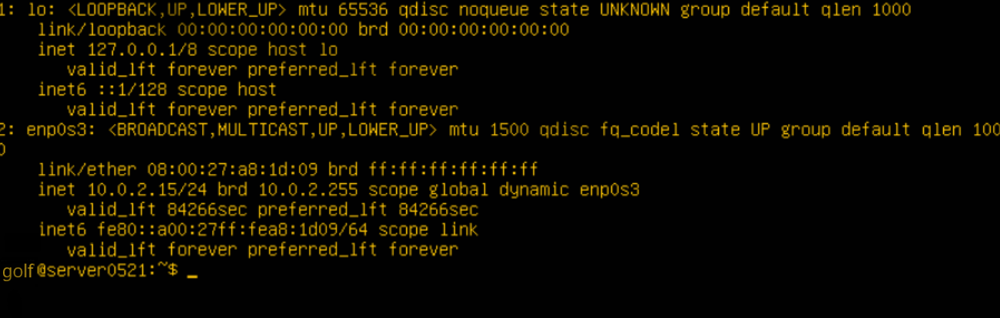 1: lo: <LOOPBACK,UP,LOWER_UP> mtu 65536 qdisc noqueue state UNKNOWN group default qlen 1000
link/loopback 00:00:00:00:00:00 brd 00:00:00:00:00:00
inet 127.0.0.1/8 scope host lo
valid_lft forever preferred_lft forever
inet6 ::1/128 scope host
valid_lft forever preferred_lft forever
2: enp0s3: <BROADCAST,MULTICAST,UP,LOWER_UP> mtu 1500 qdisc fq_codel state UP group default qlen 100
0
link/ether 08:00:27:a8:1d:09 brd ff:ff:ff:ff:ff:ff
inet 10.0.2.15/24 brd 10.0.2.255 scope global dynamic enp0s3
valid_lft 84266sec preferred_lft 84266sec
inet6 fe80::a00:27ff:fea8:1d09/64 scope link
valid_lft forever preferred_lft forever
golf@server0521:~$ _